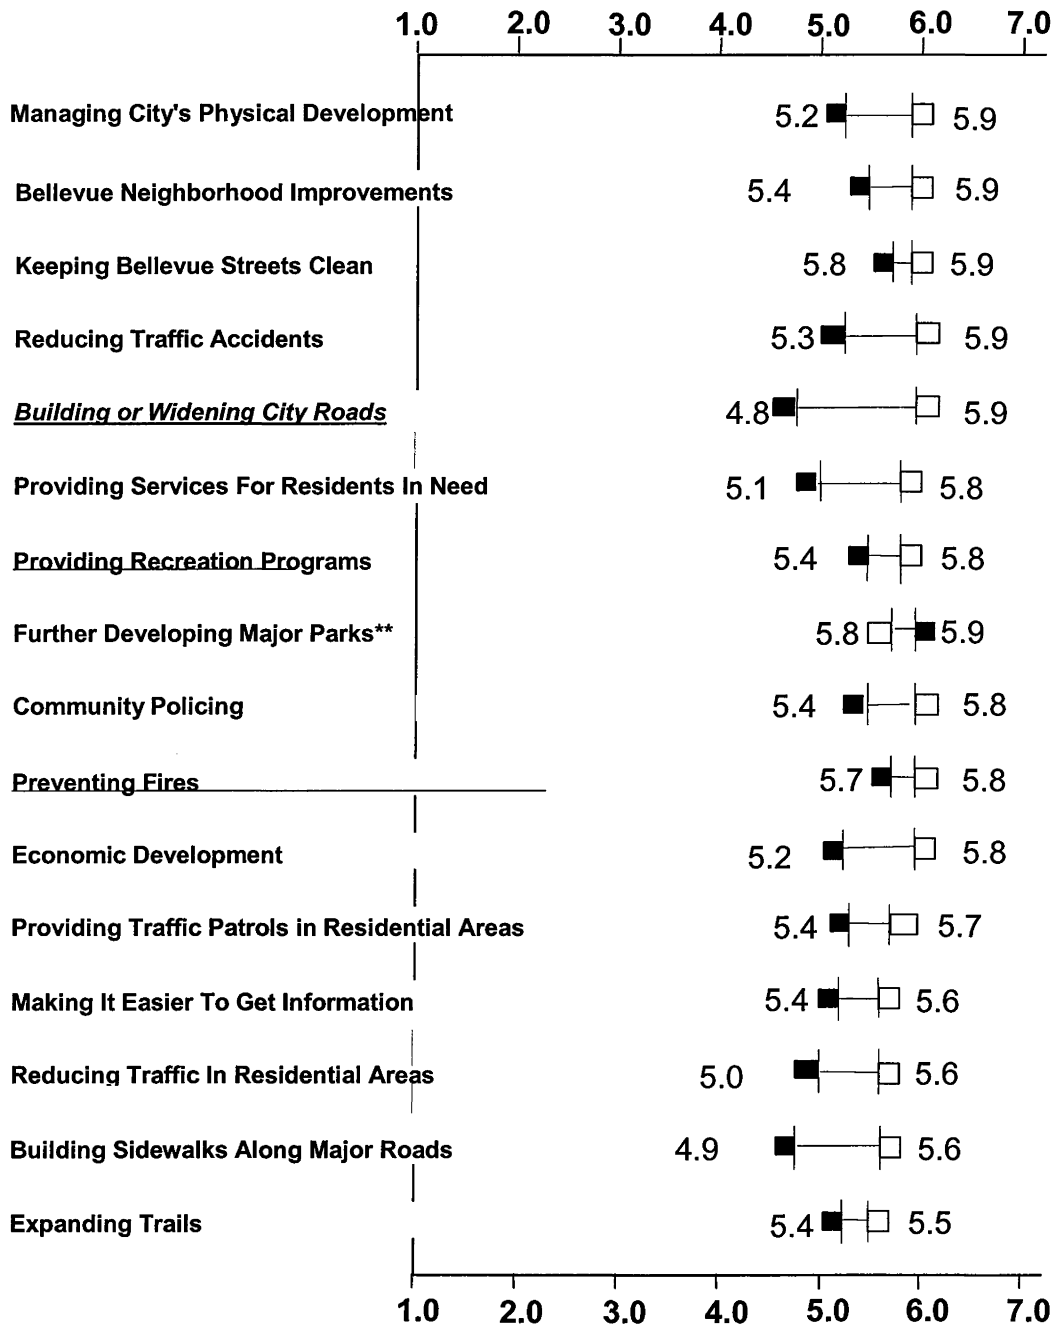 1.0 2.0 3.0 4.0 5.0 6.0 7.0
Managing City's Physical Development 5.2 5.9
Bellevue Neighborhood Improvements 5.4 5.9
Keeping Bellevue Streets Clean 5.8 5.9
Reducing Traffic Accidents 5.3 5.9
Building or Widening City Roads 4.8 5.9
Providing Services For Residents In Need 5.1 5.8
Providing Recreation Programs 5.4 5.8
Further Developing Major Parks** 5.8 5.9
Community Policing 5.4 5.8
Preventing Fires 5.7 5.8
Economic Development 5.2 5.8
Providing Traffic Patrols in Residential Areas 5.4 5.7
Making It Easier To Get Information 5.4 5.6
Reducing Traffic In Residential Areas 5.0 5.6
Building Sidewalks Along Major Roads 4.9 5.6
Expanding Trails 5.4 5.5
1.0 2.0 3.0 4.0 5.0 6.0 7.0